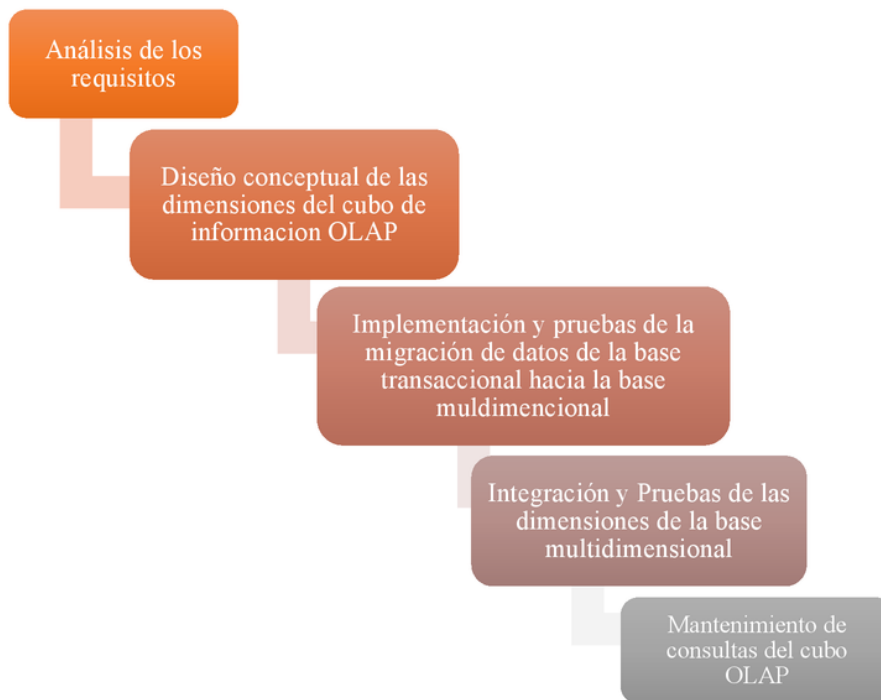 Análisis de los
requisitos
Diseño conceptual de las
dimensiones del cubo de
informacion OLAP
Implementación y pruebas de la
migración de datos de la base
transaccional hacia la base
muldimencional
Integración y Pruebas de las
dimensiones de la base
multidimensional
Mantenimiento de
consultas del cubo
OLAP